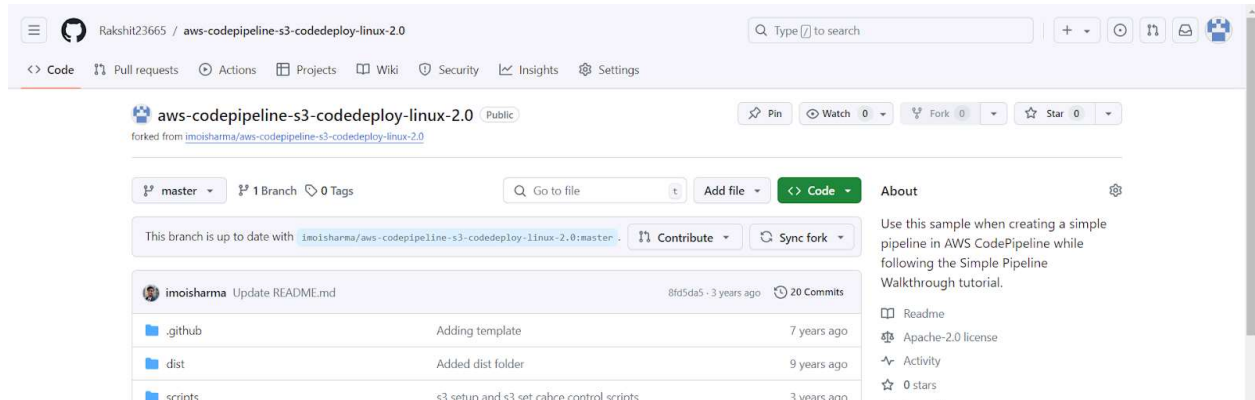 Rakshit23665 / aws-codepipeline-s3-codedeploy-linux-2.0
Type / to search
<> Code Pull requests Actions Projects Wiki Security Insights Settings
aws-codepipeline-s3-codedeploy-linux-2.0 Public
Pin Watch 0 Fork 0 Star 0
forked from imoisharma/aws-codepipeline-s3-codedeploy-linux-2.0
master 1 Branch 0 Tags Go to file t Add file <> Code
This branch is up to date with imoisharma/aws-codepipeline-s3-codedeploy-linux-2.0:master . Contribute Sync fork
imoisharma Update README.md 8fd5da5 · 3 years ago 20 Commits
.github Adding template 7 years ago
dist Added dist folder 9 years ago
scripts s3 setup and s3 set cahce control scripts 3 years ago
About
Use this sample when creating a simple
pipeline in AWS CodePipeline while
following the Simple Pipeline
Walkthrough tutorial.
Readme
Apache-2.0 license
Activity
0 stars